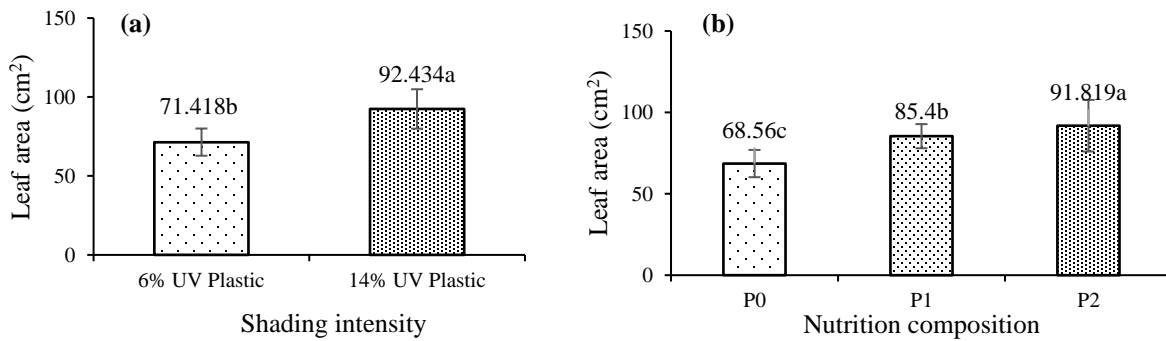 (a)
Leaf area (cm²)
150
100
50
0
71.418b
92.434a
6% UV Plastic
14% UV Plastic
Shading intensity
(b)
Leaf area (cm²)
150
100
50
0
68.56c
85.4b
91.819a
P0
P1
P2
Nutrition composition